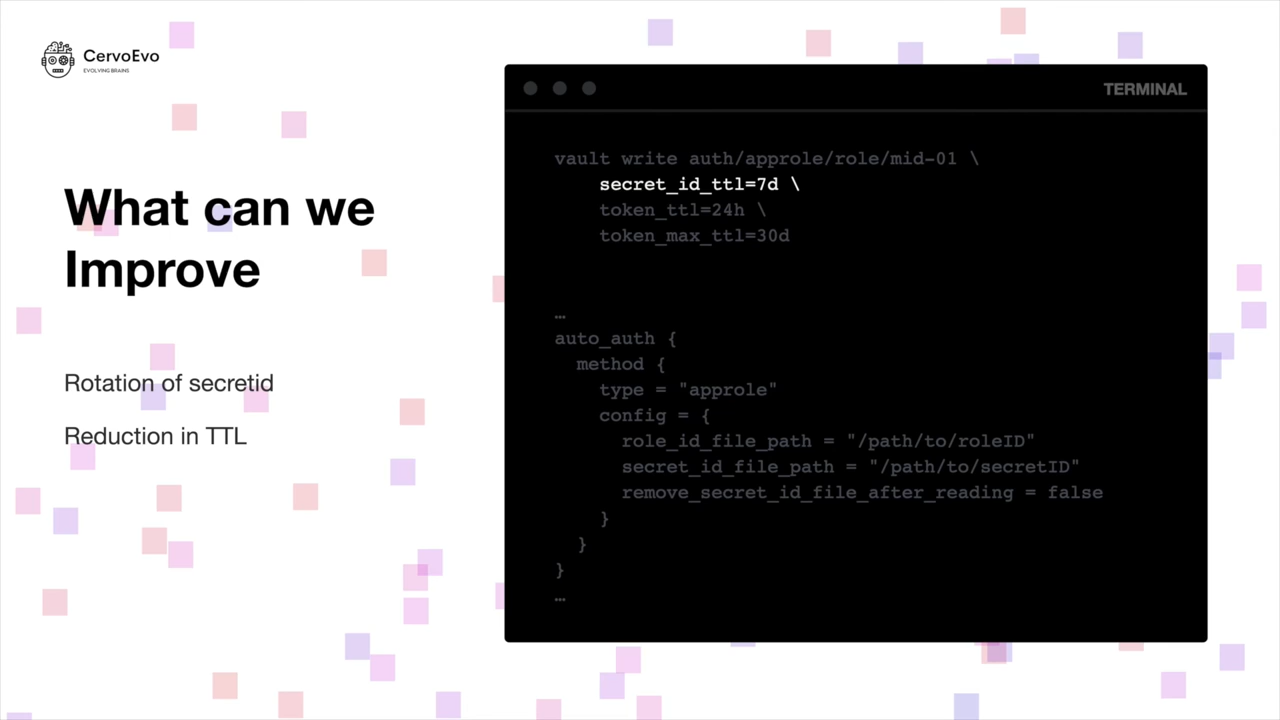 CervoEvo
EVOLVING BRAINS
What can we
Improve
Rotation of secretid
Reduction in TTL
TERMINAL
vault write auth/approle/role/mid-01 \
secret_id_ttl=7d \
token_ttl=24h \
token_max_ttl=30d
…
auto_auth {
method {
type = "approle"
config = {
role_id_file_path = "/path/to/roleID"
secret_id_file_path = "/path/to/secretID"
remove_secret_id_file_after_reading = false
}
}
}
…